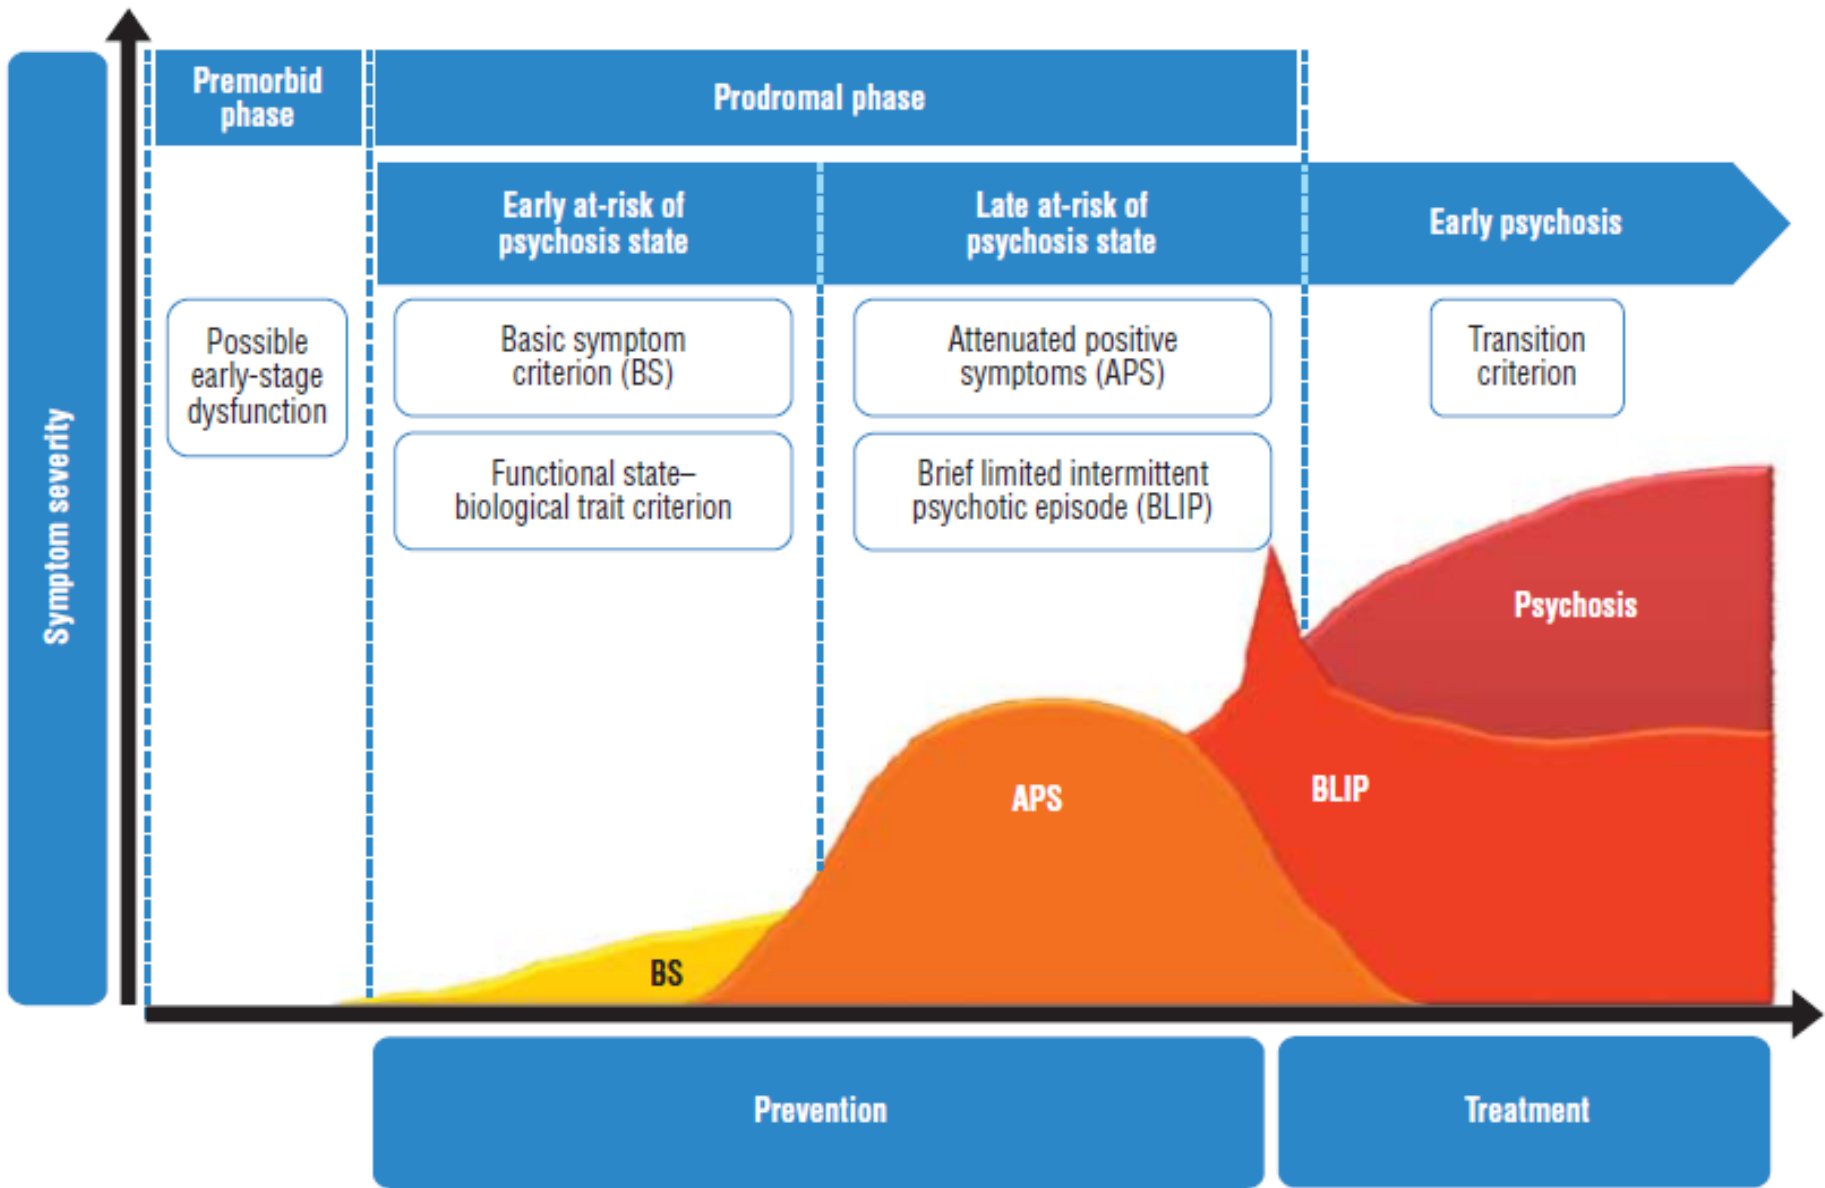 Premorbid
phase
Prodromal phase
Early at-risk of
psychosis state
Late at-risk of
psychosis state
Early psychosis
Possible
early-stage
dysfunction
Basic symptom
criterion (BS)
Attenuated positive
symptoms (APS)
Transition
criterion
Functional state–
biological trait criterion
Brief limited intermittent
psychotic episode (BLIP)
Symptom severity
Psychosis
APS
BLIP
BS
Prevention
Treatment